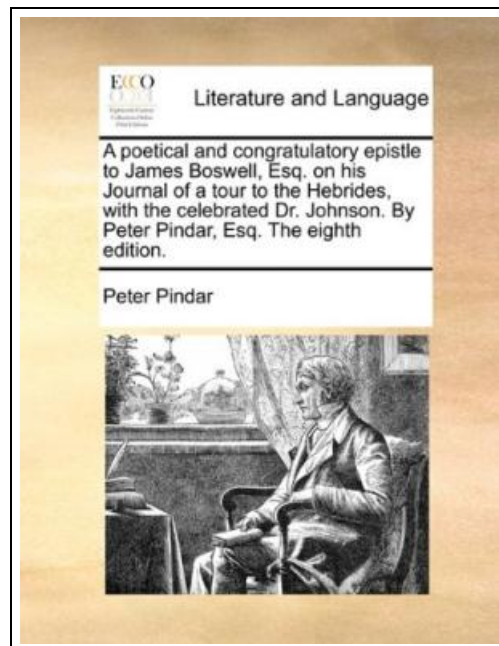 ECCO
Literature and Language
A poetical and congratulatory epistle
to James Boswell, Esq. on his
Journal of a tour to the Hebrides,
with the celebrated Dr. Johnson. By
Peter Pindar, Esq. The eighth
edition.
Peter Pindar